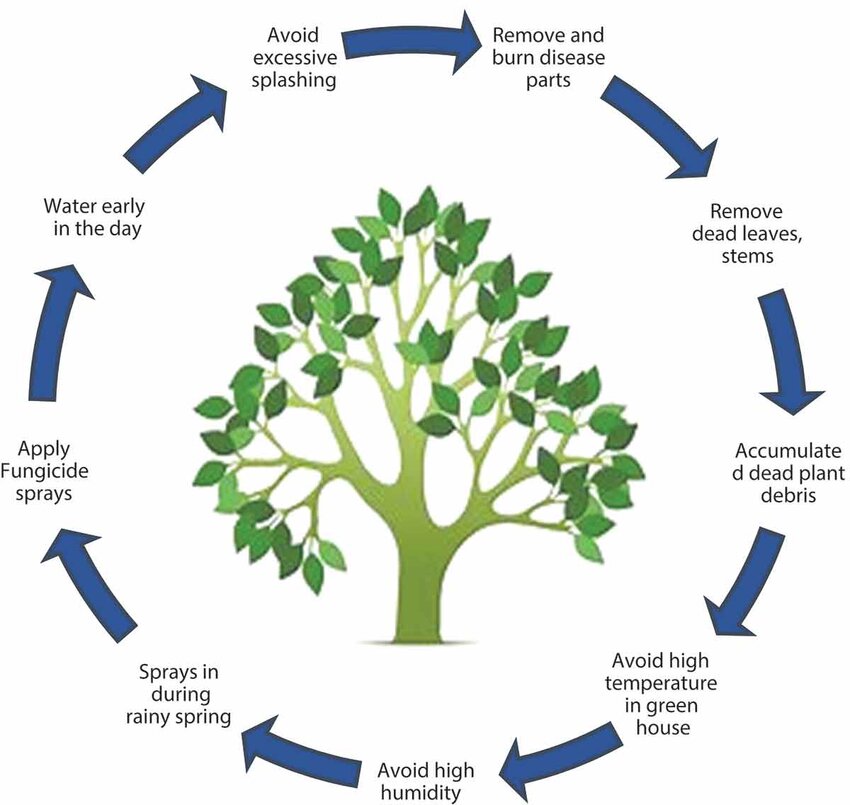 Avoid
excessive
splashing
Remove and
burn disease
parts
Remove
dead leaves,
stems
Accumulate
d dead plant
debris
Avoid high
temperature
in green
house
Avoid high
humidity
Sprays in
during
rainy spring
Apply
Fungicide
sprays
Water early
in the day